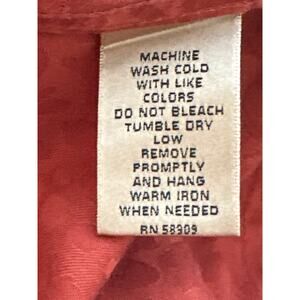 MACHINE
WASH COLD
WITH LIKE
COLORS
DO NOT BLEACH
TUMBLE DRY
LOW
REMOVE
PROMPTLY
AND HANG
WARM IRON
WHEN NEEDED
RN 58909